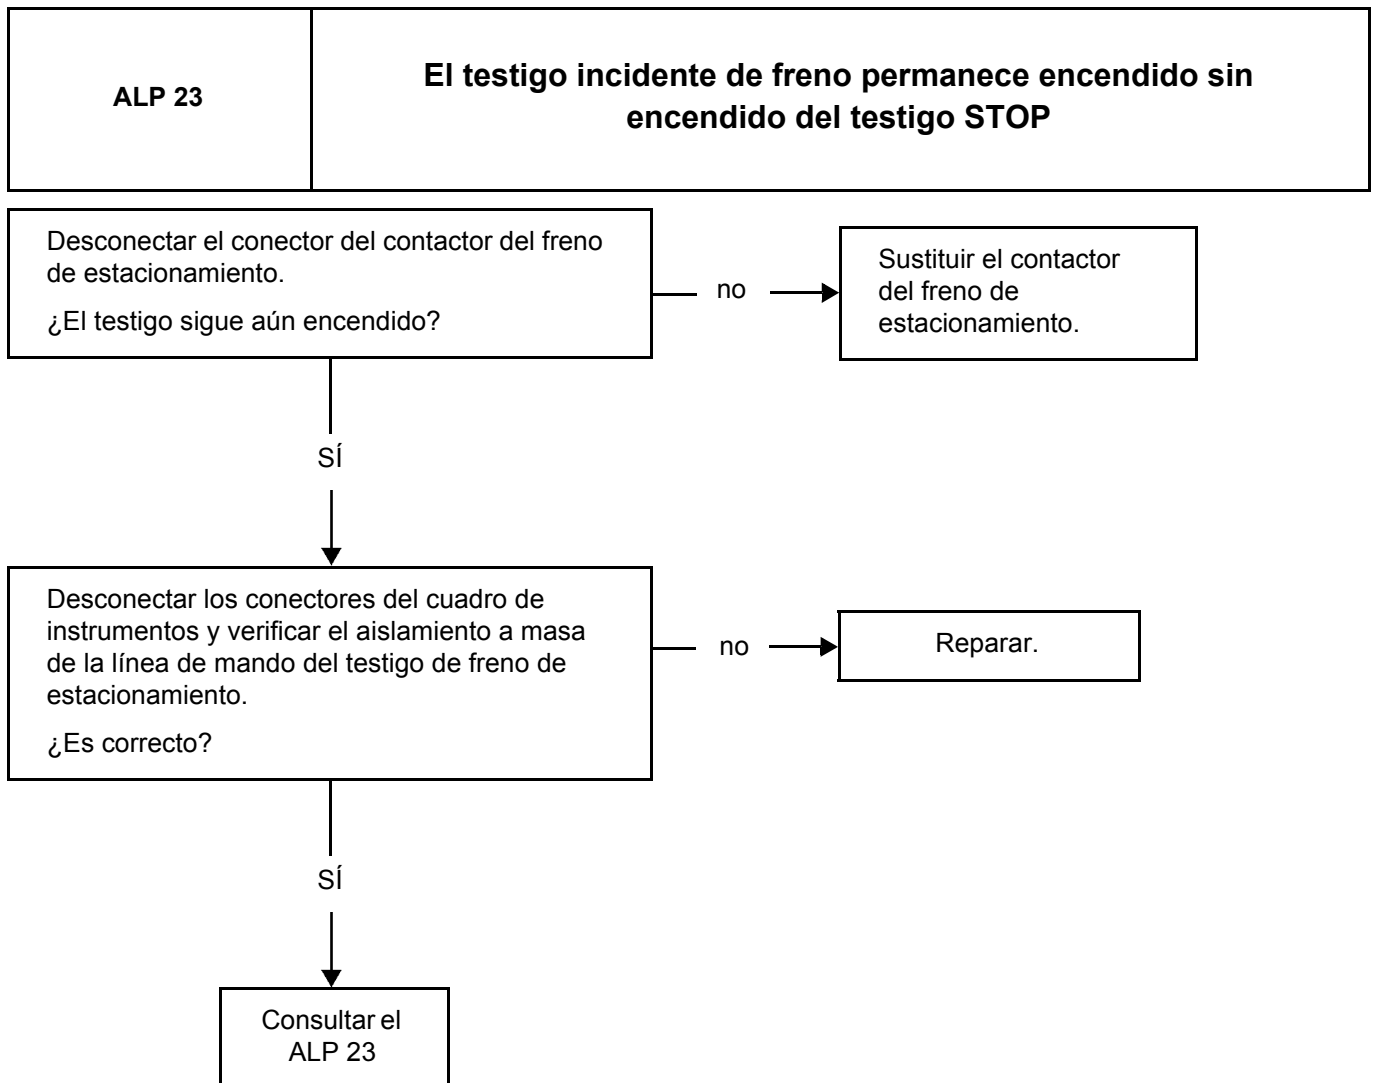 ALP 23
El testigo incidente de freno permanece encendido sin
encendido del testigo STOP
Desconectar el conector del contactor del freno
de estacionamiento.
¿El testigo sigue aún encendido?
no
Sustituir el contactor
del freno de
estacionamiento.
SÍ
Desconectar los conectores del cuadro de
instrumentos y verificar el aislamiento a masa
de la línea de mando del testigo de freno de
estacionamiento.
¿Es correcto?
no
Reparar.
SÍ
Consultar el
ALP 23